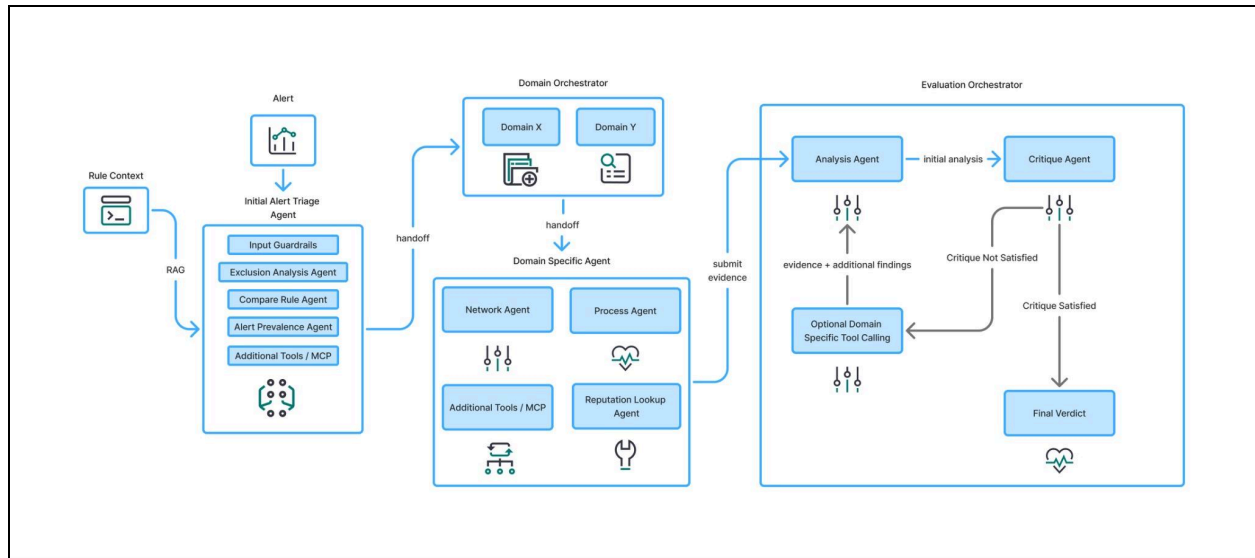 Rule Context
RAG
Alert
Initial Alert Triage
Agent
Input Guardrails
Exclusion Analysis Agent
Compare Rule Agent
Alert Prevalence Agent
Additional Tools / MCP
handoff
Domain Orchestrator
Domain X
Domain Y
handoff
Domain Specific Agent
Network Agent
Process Agent
Additional Tools / MCP
Reputation Lookup
Agent
submit
evidence
Evaluation Orchestrator
Analysis Agent
initial analysis
Critique Agent
Critique Not Satisfied
evidence + additional findings
Optional Domain
Specific Tool Calling
Critique Satisfied
Final Verdict